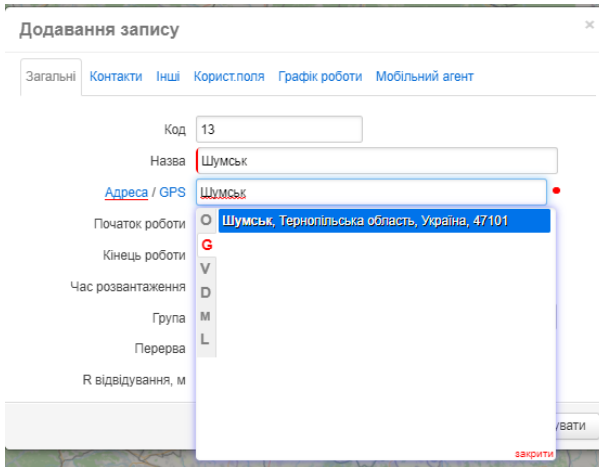 Додавання запису ×
Загальні Контакти Інші Корист.поля Графік роботи Мобільний агент
Код 13
Назва Шумськ
Адреса / GPS Шумськ
Початок роботи O Шумськ, Тернопільська область, Україна, 47101
G
Кінець роботи
V
Час розвантаження D
Група M
L
Перерва
R відвідування, м
увати
закрити